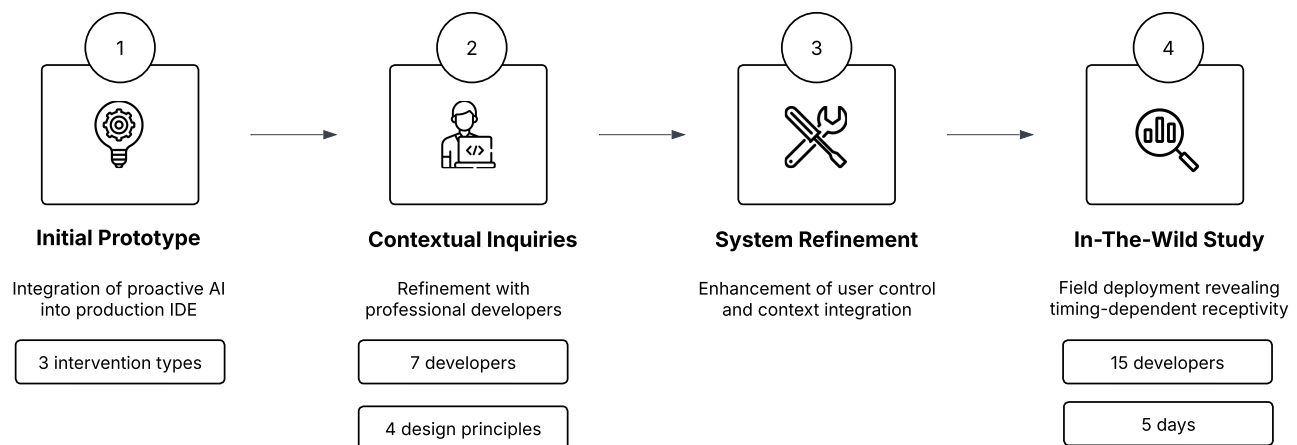 1
2
3
4
</>
Initial Prototype
Contextual Inquiries
System Refinement
In-The-Wild Study
Integration of proactive AI
into production IDE
Refinement with
professional developers
Enhancement of user control
and context integration
Field deployment revealing
timing-dependent receptivity
3 intervention types
7 developers
15 developers
4 design principles
5 days